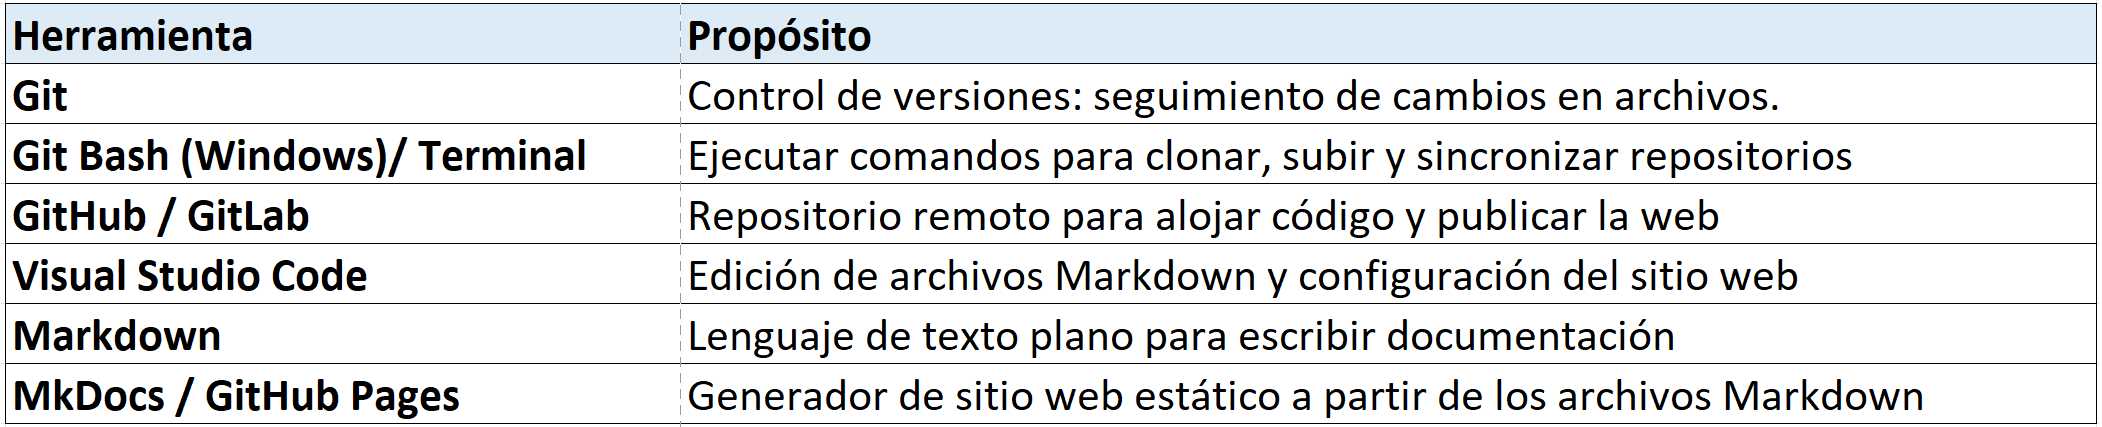 Herramienta Propósito
Git Control de versiones: seguimiento de cambios en archivos.
Git Bash (Windows)/ Terminal Ejecutar comandos para clonar, subir y sincronizar repositorios
GitHub / GitLab Repositorio remoto para alojar código y publicar la web
Visual Studio Code Edición de archivos Markdown y configuración del sitio web
Markdown Lenguaje de texto plano para escribir documentación
MkDocs / GitHub Pages Generador de sitio web estático a partir de los archivos Markdown